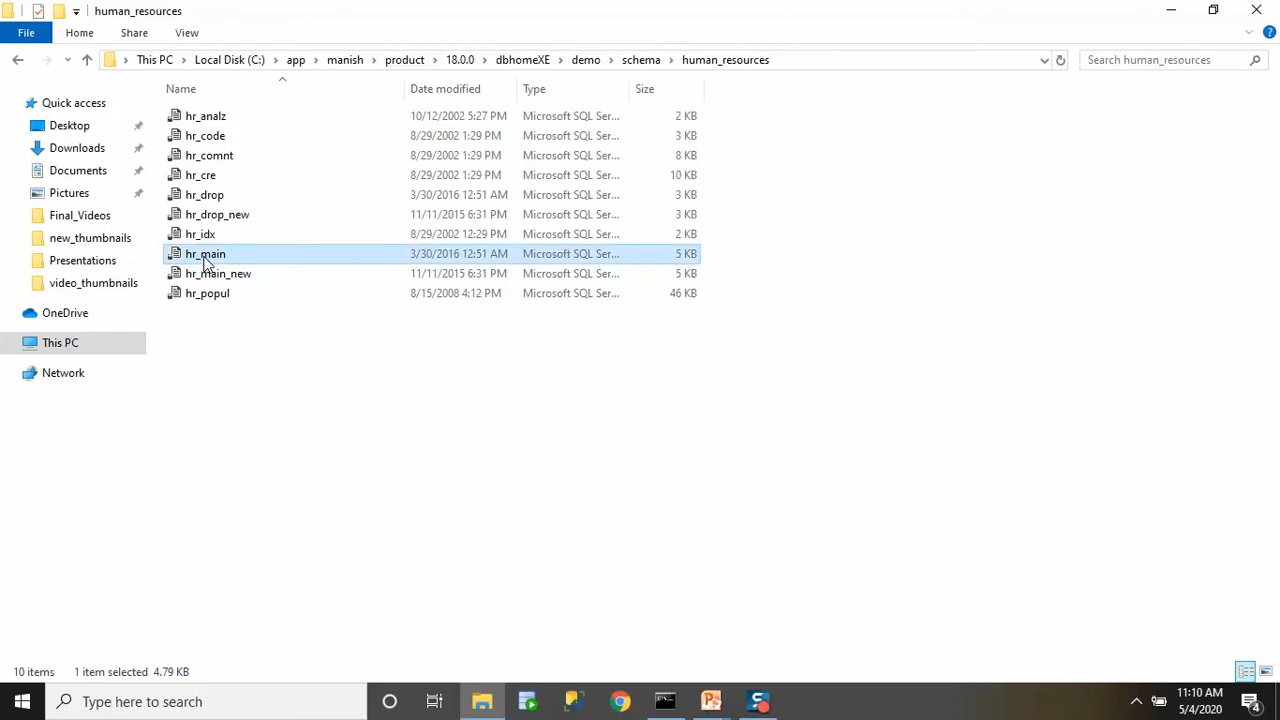 human_resources
File Home Share View
This PC Local Disk (C:) app manish product 18.0.0 dbhomeXE demo schema human_resources
Search human_resources
Name Date modified Type Size
Quick access
Desktop
Downloads
Documents
Pictures
Final_Videos
new_thumbnails
Presentations
video_thumbnails
OneDrive
This PC
Network
hr_analz 10/12/2002 5:27 PM Microsoft SQL Ser... 2 KB
hr_code 8/29/2002 1:29 PM Microsoft SQL Ser... 3 KB
hr_comnt 8/29/2002 1:29 PM Microsoft SQL Ser... 8 KB
hr_cre 8/29/2002 1:29 PM Microsoft SQL Ser... 10 KB
hr_drop 3/30/2016 12:51 AM Microsoft SQL Ser... 3 KB
hr_drop_new 11/11/2015 6:31 PM Microsoft SQL Ser... 3 KB
hr_idx 8/29/2002 12:29 PM Microsoft SQL Ser... 2 KB
hr_main 3/30/2016 12:51 AM Microsoft SQL Ser... 5 KB
hr_main_new 11/11/2015 6:31 PM Microsoft SQL Ser... 5 KB
hr_popul 8/15/2008 4:12 PM Microsoft SQL Ser... 46 KB
10 items 1 item selected 4.79 KB
Type here to search
11:10 AM
5/4/2020
4